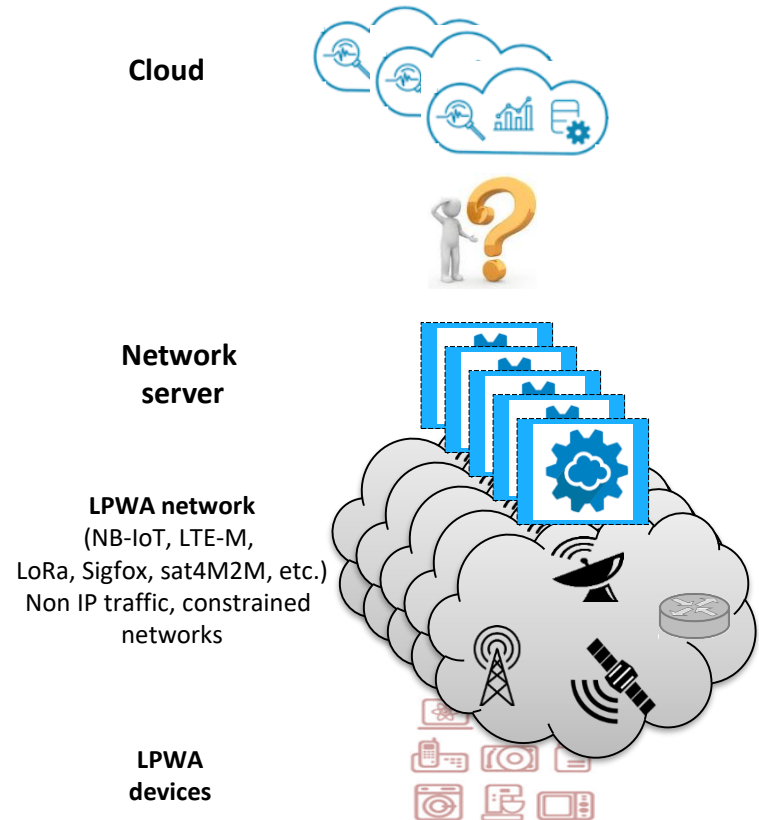 Cloud
Network
server
LPWA network
(NB-IoT, LTE-M,
LoRa, Sigfox, sat4M2M, etc.)
Non IP traffic, constrained
networks
LPWA
devices